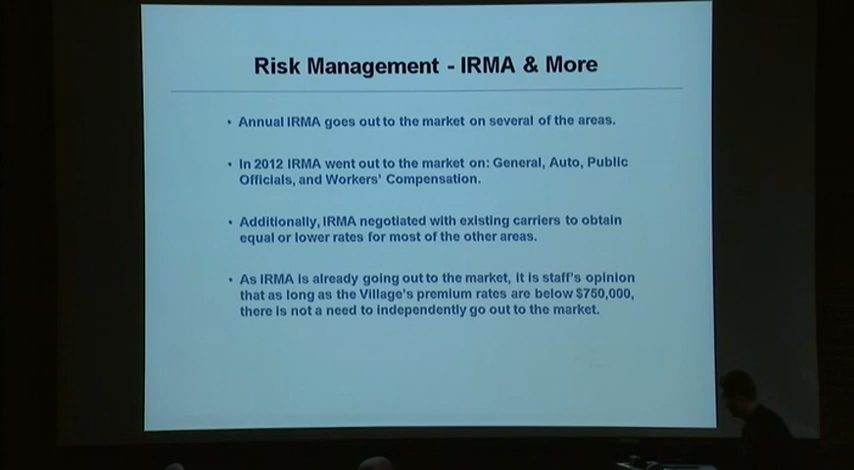 Risk Management - IRMA & More
• Annual IRMA goes out to the market on several of the areas.
• In 2012 IRMA went out to the market on: General, Auto, Public
Officials, and Workers' Compensation.
• Additionally, IRMA negotiated with existing carriers to obtain
equal or lower rates for most of the other areas.
• As IRMA is already going out to the market, it is staff's opinion
that as long as the Village's premium rates are below $750,000,
there is not a need to independently go out to the market.